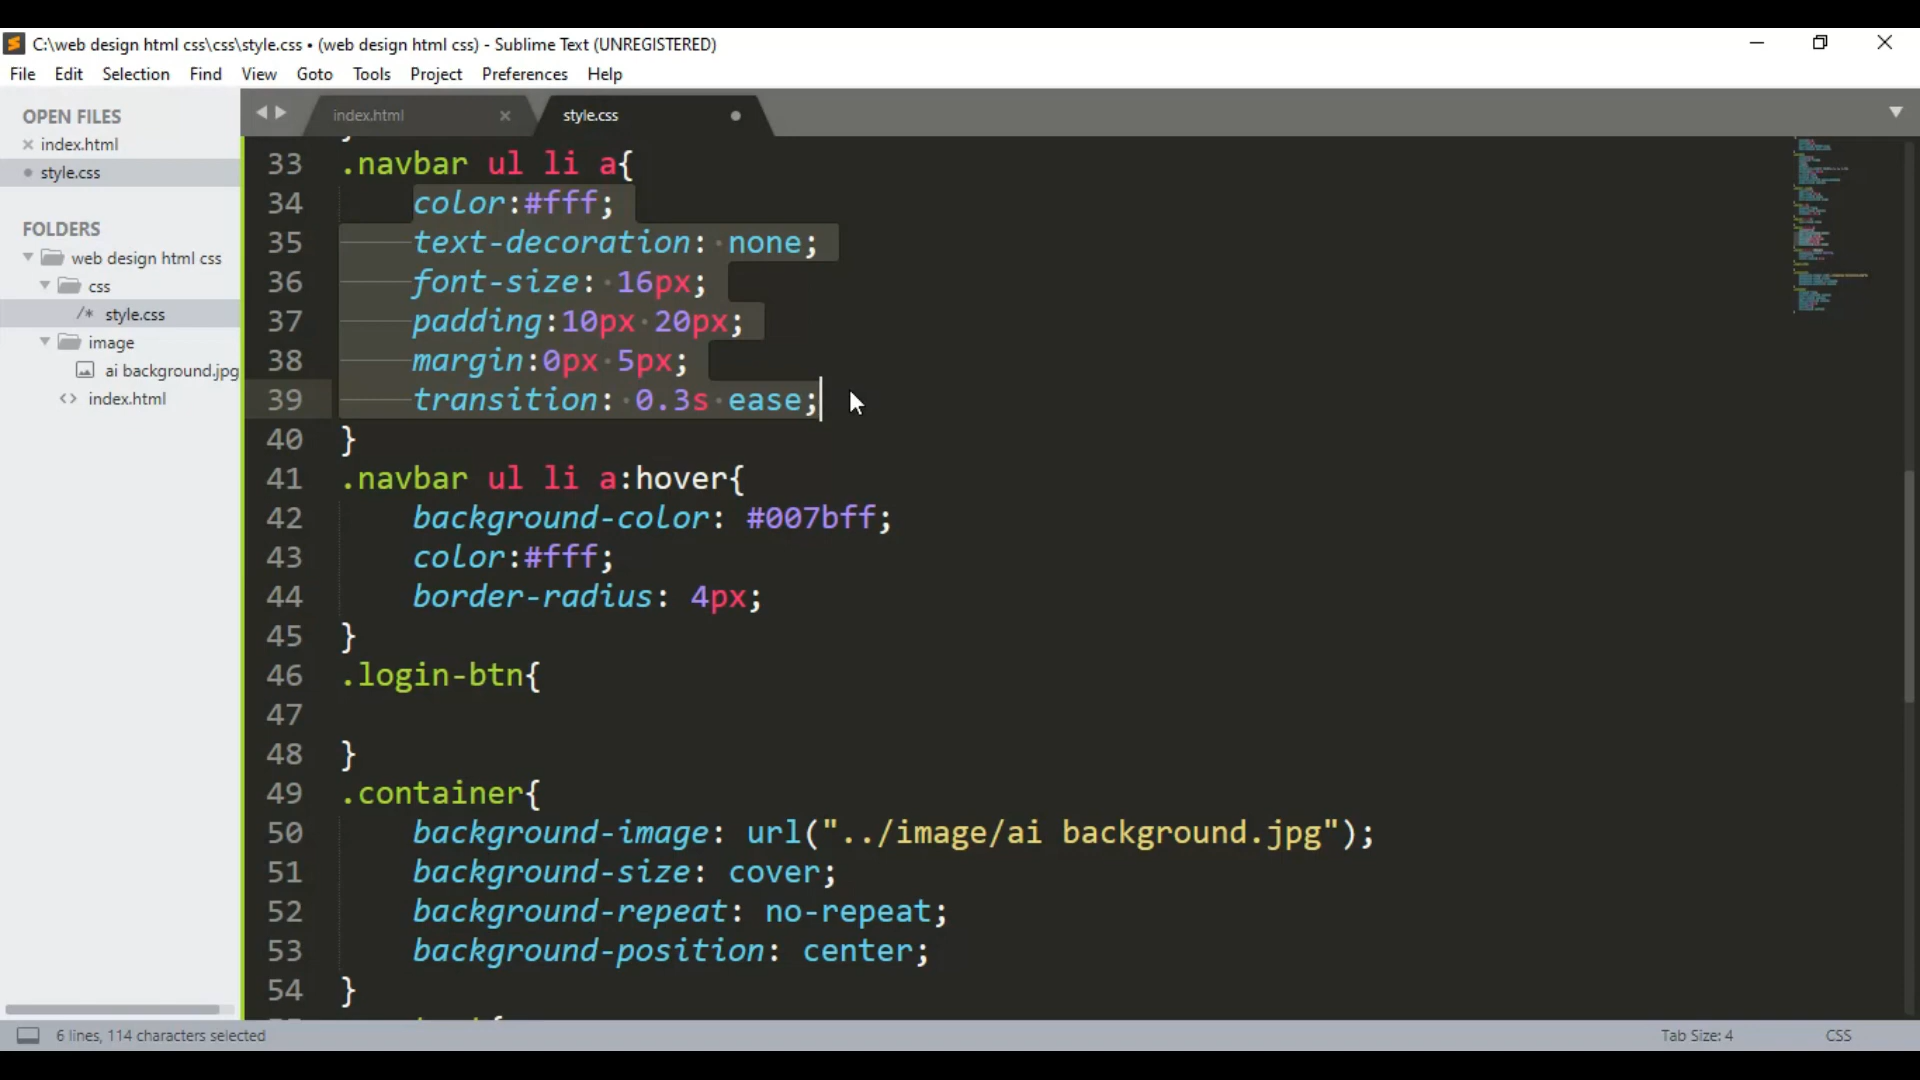 C:\web design html css\css\style.css • (web design html css) - Sublime Text (UNREGISTERED)
File Edit Selection Find View Goto Tools Project Preferences Help
OPEN FILES
index.html
style.css
FOLDERS
web design html css
css
/* style.css
image
ai background.jpg
<> index.html
index.html
style.css
33 .navbar ul li a{
34 color:#fff;
35 text-decoration: none;
36 font-size: 16px;
37 padding:10px 20px;
38 margin:0px 5px;
39 transition: 0.3s ease;
40 }
41 .navbar ul li a:hover{
42 background-color: #007bff;
43 color:#fff;
44 border-radius: 4px;
45 }
46 .login-btn{
47
48 }
49 .container{
50 background-image: url("../image/ai background.jpg");
51 background-size: cover;
52 background-repeat: no-repeat;
53 background-position: center;
54 }
6 lines, 114 characters selected
Tab Size: 4
CSS